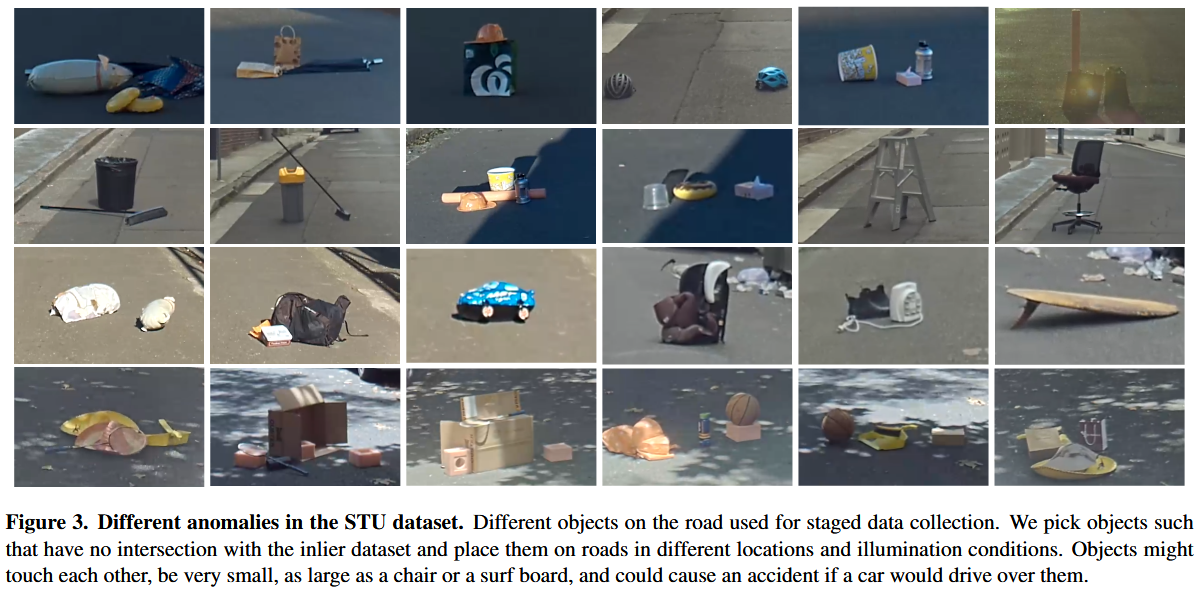 Figure 3. Different anomalies in the STU dataset. Different objects on the road used for staged data collection. We pick objects such
that have no intersection with the inlier dataset and place them on roads in different locations and illumination conditions. Objects might
touch each other, be very small, as large as a chair or a surf board, and could cause an accident if a car would drive over them.